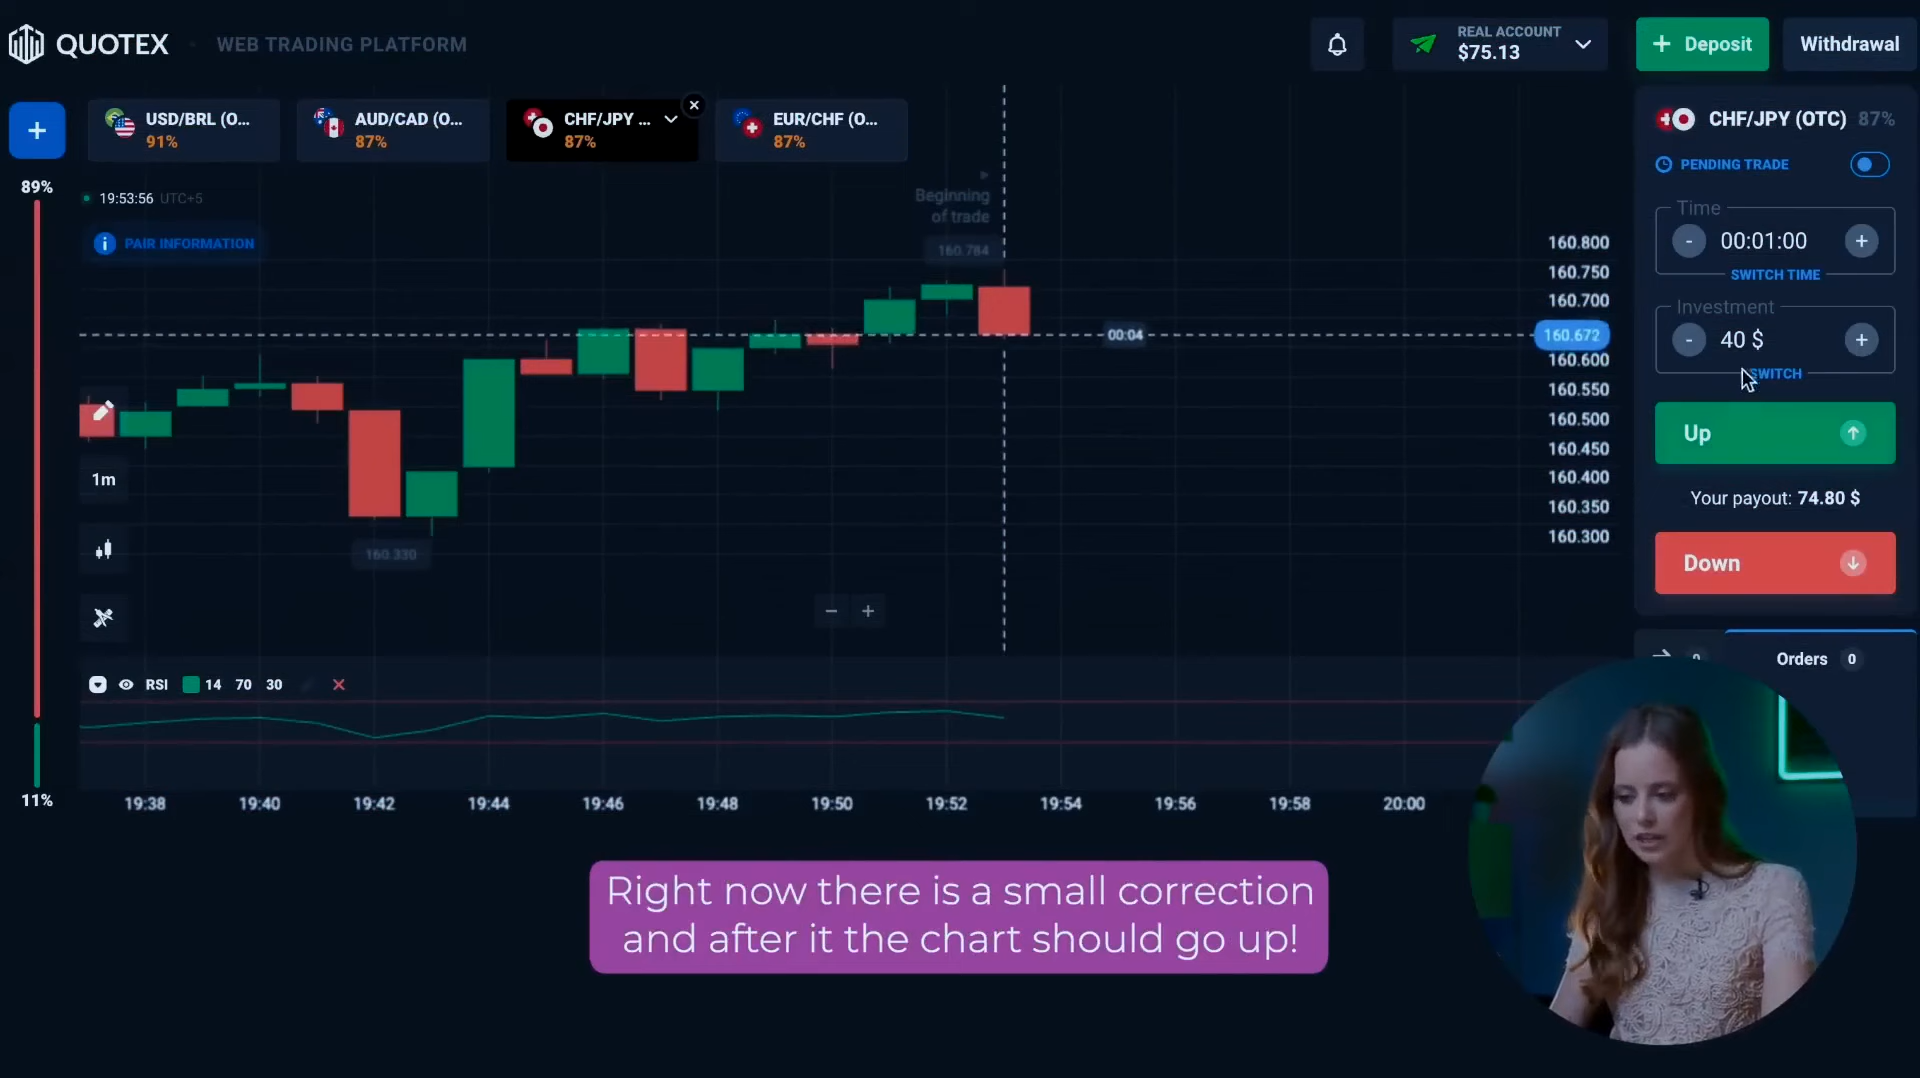 QUOTEX
WEB TRADING PLATFORM
REAL ACCOUNT
$75.13
+ Deposit
Withdrawal
USD/BRL (O...
91%
AUD/CAD (O...
87%
CHF/JPY ...
87%
EUR/CHF (O...
87%
CHF/JPY (OTC) 87%
PENDING TRADE
89%
19:53:56 UTC+5
PAIR INFORMATION
Beginning
of trade
160.784
Time
- 00:01:00 +
SWITCH TIME
Investment
- 40 $ +
SWITCH
Up
Your payout: 74.80 $
Down
Orders 0
0
160.800
160.750
160.700
160.672
160.600
160.550
160.500
160.450
160.400
160.350
160.300
00:04
160.330
1m
RSI 14 70 30
11%
19:38 19:40 19:42 19:44 19:46 19:48 19:50 19:52 19:54 19:56 19:58 20:00
Right now there is a small correction
and after it the chart should go up!